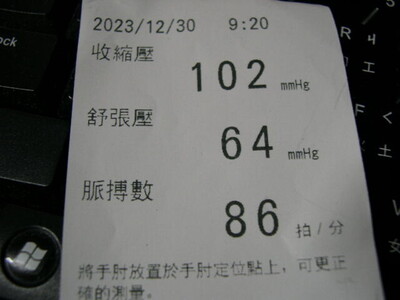 2023/12/30 9:20
收縮壓 102 mmHg
舒張壓 64 mmHg
脈搏數 86 拍/分
將手肘放置於手肘定位點上,可更正
確的測量。
ock